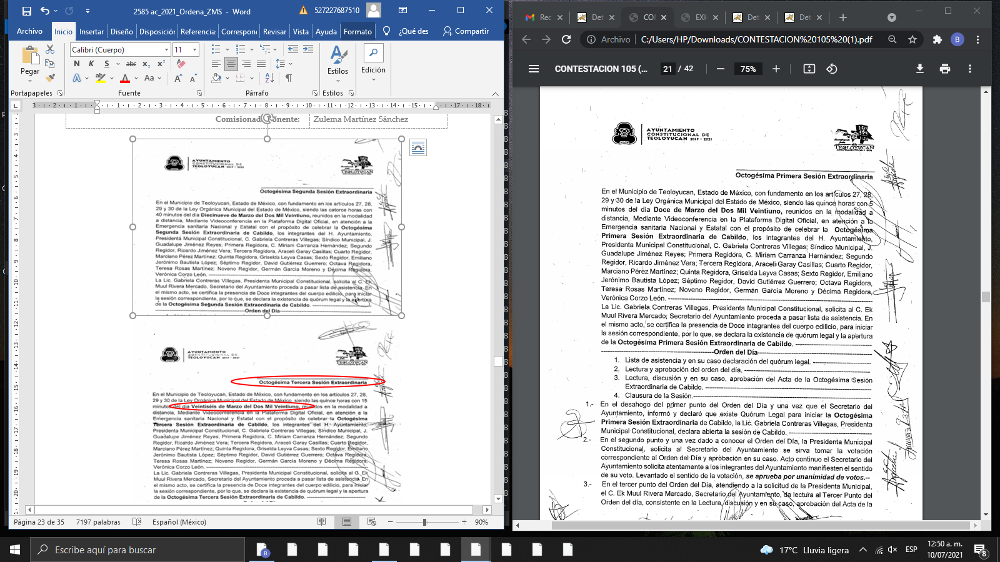 2585 ac_2021_Ordena_ZMS - Word
527227687510
Archivo Inicio Insertar Diseño Disposición Referencia: Correspond Revisar Vista Ayuda Formato ¿Qué des Compartir
Calibri (Cuerpo) 11
Pegar
N K S abc x₂ x²
Aa
Estilos
Edición
Portapapeles Fuente Párrafo Estilos
Zulema Martínez Sánchez
AYUNTAMIENTO
CONSTITUCIONAL DE
TEOLOYUCAN 2019 - 2021
TEOLOYUCAN
Octogésima Segunda Sesión Extraordinaria
En el Municipio de Teoloyucan, Estado de México, con fundamento en los artículos 27, 28,
29 y 30 de la Ley Orgánica Municipal del Estado de México, siendo las catorce horas con
40 minutos del día Diecinueve de Marzo del Dos Mil Veintiuno, reunidos en la modalidad
a distancia, Mediante Videoconferencia en la Plataforma Digital Oficial, en atención a la
Emergencia sanitaria Nacional y Estatal con el propósito de celebrar la Octogésima
Segunda Sesión Extraordinaria de Cabildo, los integrantes del H. Ayuntamiento,
Presidenta Municipal Constitucional, C. Gabriela Contreras Villegas; Síndico Municipal, J.
Guadalupe Jiménez Reyes; Primera Regidora, C. Miriam Carranza Hernández; Segundo
Regidor, Ricardo Jiménez Vera; Tercera Regidora, Araceli Garay Casillas; Cuarto Regidor,
Marciano Pérez Martínez; Quinta Regidora, Griselda Leyva Casas; Sexto Regidor, Emiliano
Jerónimo Bautista López; Séptimo Regidor, David Gutiérrez Guerrero; Octava Regidora,
Teresa Rosas Martínez; Noveno Regidor, Germán García Moreno y Décima Regidora,
Verónica Corzo León.
La Lic. Gabriela Contreras Villegas, Presidenta Municipal Constitucional, solicita al C. Ek
Muul Rivera Mercado, Secretario del Ayuntamiento proceda a pasar lista de asistencia. En
el mismo acto, se certifica la presencia de Doce integrantes del cuerpo edilicio, para iniciar
la sesión correspondiente, por lo que, se declara la existencia de quórum legal y la apertura
de la Octogésima Segunda Sesión Extraordinaria de Cabildo.
Orden del Día
AYUNTAMIENTO
CONSTITUCIONAL DE
TEOLOYUCAN 2019 - 2021
TEOLOYUCAN
Octogésima Tercera Sesión Extraordinaria
En el Municipio de Teoloyucan, Estado de México, con fundamento en los artículos 27, 28,
29 y 30 de la Ley Orgánica Municipal del Estado de México, siendo las quince horas con 15
minutos del día Veintiséis de Marzo del Dos Mil Veintiuno, reunidos en la modalidad a
distancia, Mediante Videoconferencia en la Plataforma Digital Oficial, en atención a la
Emergencia sanitaria Nacional y Estatal con el propósito de celebrar la Octogésima
Tercera Sesión Extraordinaria de Cabildo, los integrantes del H. Ayuntamiento,
Presidenta Municipal Constitucional, C. Gabriela Contreras Villegas; Síndico Municipal, J.
Guadalupe Jiménez Reyes; Primera Regidora, C. Miriam Carranza Hernández; Segundo
Regidor, Ricardo Jiménez Vera; Tercera Regidora, Araceli Garay Casillas; Cuarto Regidor,
Marciano Pérez Martínez; Quinta Regidora, Griselda Leyva Casas; Sexto Regidor, Emiliano
Jerónimo Bautista López; Séptimo Regidor, David Gutiérrez Guerrero; Octava Regidora,
Teresa Rosas Martínez; Noveno Regidor, Germán García Moreno y Décima Regidora,
Verónica Corzo León.
La Lic. Gabriela Contreras Villegas, Presidenta Municipal Constitucional, solicita al C. Ek
Muul Rivera Mercado, Secretario del Ayuntamiento proceda a pasar lista de asistencia. En
el mismo acto, se certifica la presencia de Doce integrantes del cuerpo edilicio, para iniciar
la sesión correspondiente, por lo que, se declara la existencia de quórum legal y la apertura
de la Octogésima Tercera Sesión Extraordinaria de Cabildo.
Página 23 de 35 7197 palabras Español (México) 90%
Rec Det COI EXH Det Det
Archivo C:/Users/HP/Downloads/CONTESTACION%20105%20(1).pdf B
CONTESTACION 105 (... 21 / 42 75%
AYUNTAMIENTO
CONSTITUCIONAL DE
TEOLOYUCAN 2019 - 2021
TEOLOYUCAN
AYUNTAMIENTO 2019 2021
Octogésima Primera Sesión Extraordinaria
En el Municipio de Teoloyucan, Estado de México, con fundamento en los artículos 27, 28,
29 y 30 de la Ley Orgánica Municipal del Estado de México, siendo las quince horas con 5
minutos del día Doce de Marzo del Dos Mil Veintiuno, reunidos en la modalidad a
distancia, Mediante Videoconferencia en la Plataforma Digital Oficial, en atención a la
Emergencia sanitaria Nacional y Estatal con el propósito de celebrar la Octogésima
Primera Sesión Extraordinaria de Cabildo, los integrantes del H. Ayuntamiento,
Presidenta Municipal Constitucional, C. Gabriela Contreras Villegas; Síndico Municipal, J.
Guadalupe Jiménez Reyes; Primera Regidora, C. Miriam Carranza Hernández; Segundo
Regidor, Ricardo Jiménez Vera; Tercera Regidora, Araceli Garay Casillas; Cuarto Regidor,
Marciano Pérez Martínez; Quinta Regidora, Griselda Leyva Casas; Sexto Regidor, Emiliano
Jerónimo Bautista López; Séptimo Regidor, David Gutiérrez Guerrero; Octava Regidora,
Teresa Rosas Martínez; Noveno Regidor, Germán García Moreno y Décima Regidora,
Verónica Corzo León.
La Lic. Gabriela Contreras Villegas, Presidenta Municipal Constitucional, solicita al C. Ek
Muul Rivera Mercado, Secretario del Ayuntamiento proceda a pasar lista de asistencia. En
el mismo acto, se certifica la presencia de Doce integrantes del cuerpo edilicio, para iniciar
la sesión correspondiente, por lo que, se declara la existencia de quórum legal y la apertura
de la Octogésima Primera Sesión Extraordinaria de Cabildo.
Orden del Día
1. Lista de asistencia y en su caso declaración del quórum legal.
2. Lectura y aprobación del orden del día.
3. Lectura, discusión y en su caso, aprobación del Acta de la Octogésima Sesión
Extraordinaria de Cabildo.
4. Clausura de la Sesión.
1.- En el desahogo del primer punto del Orden del Día y una vez que el Secretario del
Ayuntamiento, informó y declaró que existe Quórum Legal para iniciar la Octogésima
Primera Sesión Extraordinaria de Cabildo, la Lic. Gabriela Contreras Villegas, Presidenta
Municipal Constitucional, declara abierta la sesión de Cabildo.
2.- En el segundo punto y una vez dado a conocer el Orden del Día, la Presidenta Municipal
Constitucional, solicita al Secretario del Ayuntamiento se sirva tomar la votación
correspondiente al Orden del Día y aprobación en su caso. Acto continuo el Secretario del
Ayuntamiento solicita atentamente a los integrantes del Ayuntamiento manifiesten el sentido
de su voto. Levantado el sentido de la votación, se aprueba por unanimidad de votos.--
3.- En el tercer punto del Orden del Día, atendiendo a la solicitud de la Presidenta Municipal,
el C. Ek Muul Rivera Mercado, Secretario del Ayuntamiento, da lectura al Tercer Punto del
Orden del día, consistente en la Lectura, discusión y en su caso, aprobación del Acta de la
Escribe aquí para buscar
17°C Lluvia ligera ESP 12:50 a. m.
10/07/2021
8